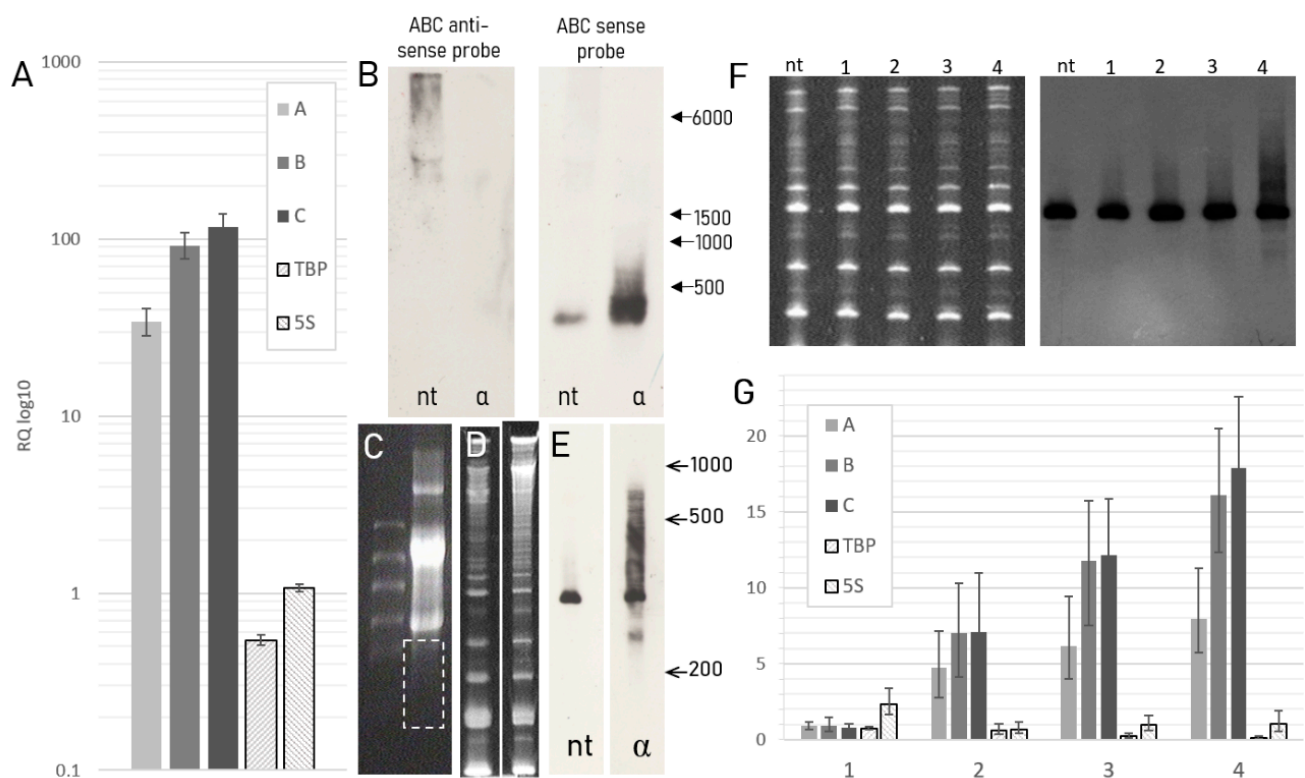 A
1000
100
10
1
0.1
RQ log10
A
B
C
TBP
5S
B
ABC anti-
sense probe
ABC sense
probe
6000
1500
1000
500
nt
α
nt
α
C
D
E
1000
500
200
nt
α
F
nt
1
2
3
4
nt
1
2
3
4
G
A
B
C
TBP
5S
20
15
10
5
0
1
2
3
4